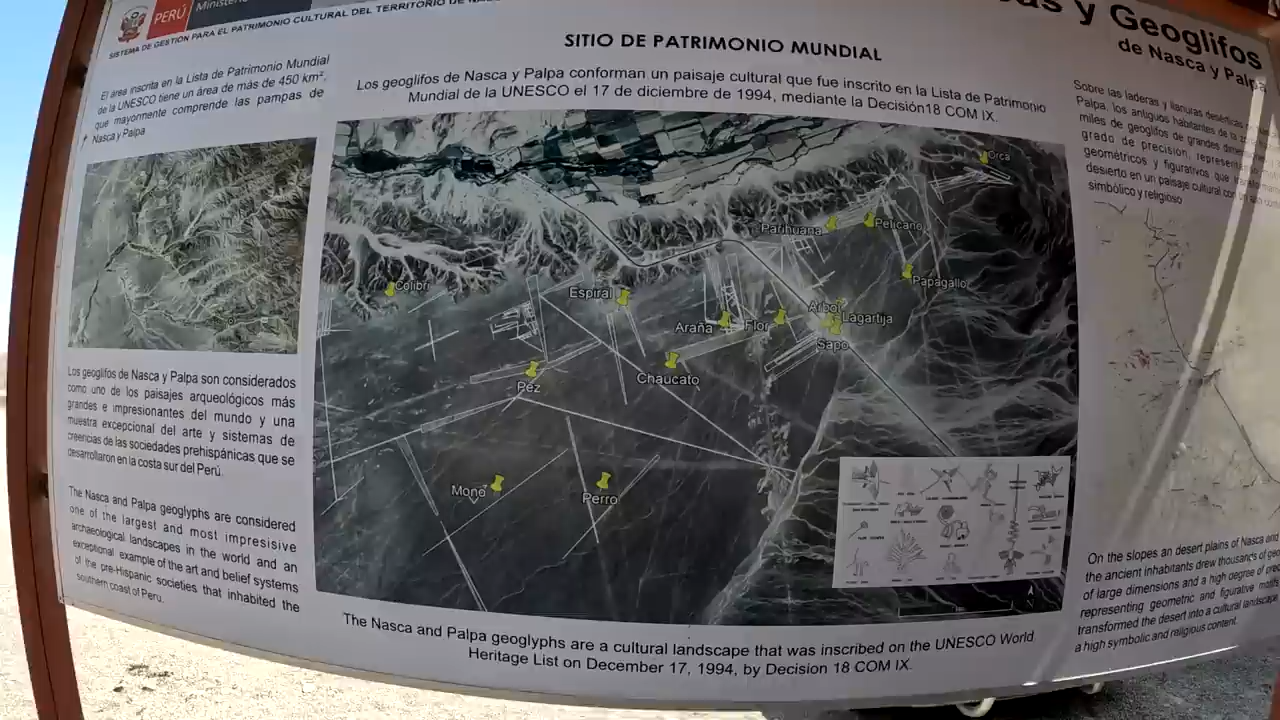 PERÚ
SISTEMA DE GESTIÓN PARA EL PATRIMONIO CULTURAL DEL TERRITORIO DE
El área inscrita en la Lista de Patrimonio Mundial
de la UNESCO tiene un área de más de 450 km²,
que mayormente comprende las pampas de
Nasca y Palpa
Los geoglifos de Nasca y Palpa son considerados
como uno de los paisajes arqueológicos más
grandes e impresionantes del mundo y una
muestra excepcional del arte y sistemas de
creencias de las sociedades prehispánicas que se
desarrollaron en la costa sur del Perú.
The Nasca and Palpa geoglyphs are considered
one of the largest and most impresisive
archaeological landscapes in the world and an
exceptional example of the art and belief systems
of the pre-Hispanic societies that inhabited the
southern coast of Peru.
SITIO DE PATRIMONIO MUNDIAL
Los geoglifos de Nasca y Palpa conforman un paisaje cultural que fue inscrito en la Lista de Patrimonio
Mundial de la UNESCO el 17 de diciembre de 1994, mediante la Decisión18 COM IX.
Orca
Parihuana
Pelicano
Papagallo
Colibri
Espiral
Araña
Flor
Arbol
Lagartija
Sapo
Chaucato
Pez
Mono
Perro
The Nasca and Palpa geoglyphs are a cultural landscape that was inscribed on the UNESCO World
Heritage List on December 17, 1994, by Decision 18 COM IX.
y Geoglifos
de Nasca y Palpa
Sobre las laderas y llanuras desérticas
Palpa, los antiguos habitantes de la
miles de geoglifos de grandes
grado de precisión,
geométricos y figurativos que
desierto en un paisaje cultural con
simbólico y religioso
On the slopes an desert plains of Nasca and
the ancient inhabitants drew thousands of
of large dimensions and a high degree of
representing geometric and figurative motifs
transformed the desert into a cultural landscape
a high symbolic and religious content.